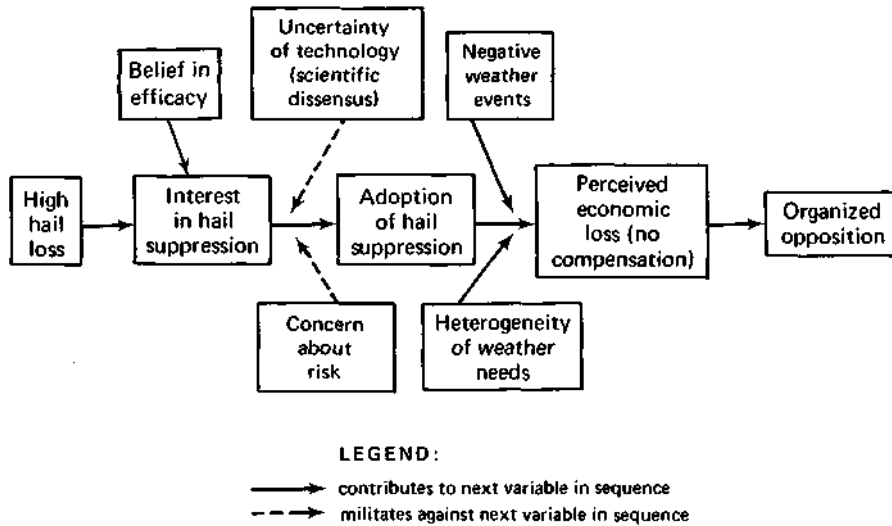 Uncertainty
of technology
(scientific
dissensus)
Negative
weather
events
Belief in
efficacy
High
hail
loss
Interest
in hail
suppression
Adoption
of hail
suppression
Perceived
economic
loss (no
compensation)
Organized
opposition
Concern
about
risk
Heterogeneity
of weather
needs
LEGEND:
contributes to next variable in sequence
militates against next variable in sequence